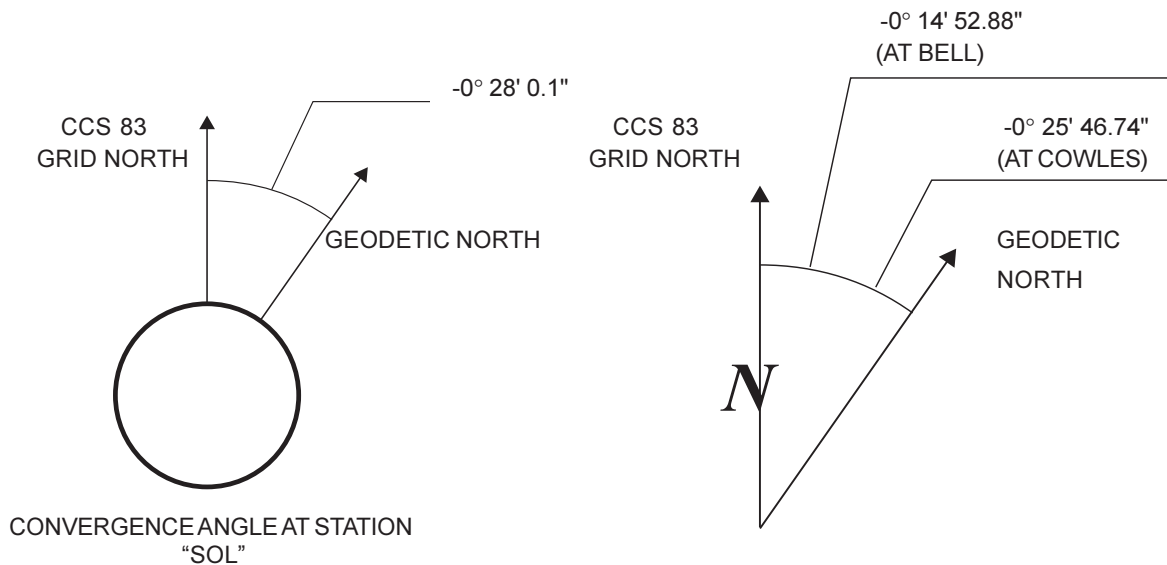 -0° 28' 0.1"
CCS 83
GRID NORTH
GEODETIC NORTH
CONVERGENCE ANGLE AT STATION
“SOL”
-0° 14' 52.88"
(AT BELL)
-0° 25' 46.74"
(AT COWLES)
CCS 83
GRID NORTH
GEODETIC
NORTH
N